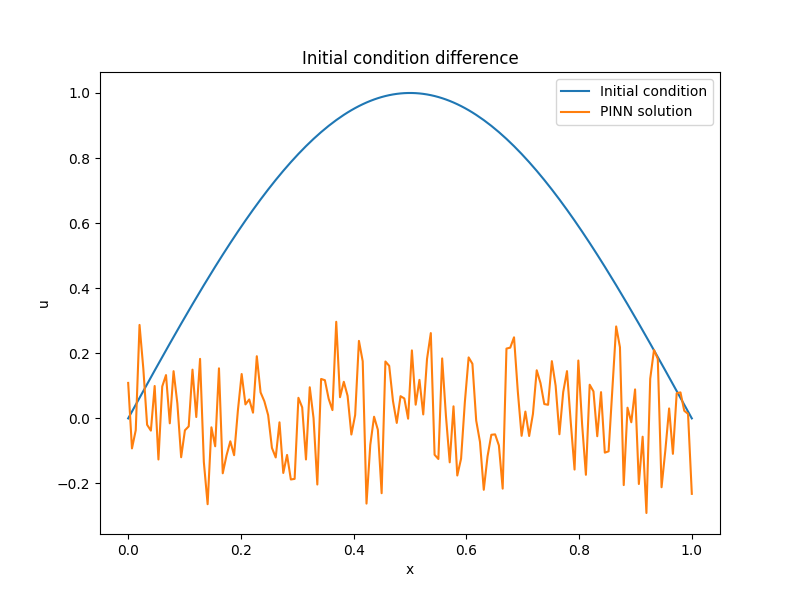 Initial condition difference
Initial condition
PINN solution
1.0
0.8
0.6
0.4
0.2
0.0
−0.2
u
0.0 0.2 0.4 0.6 0.8 1.0
x